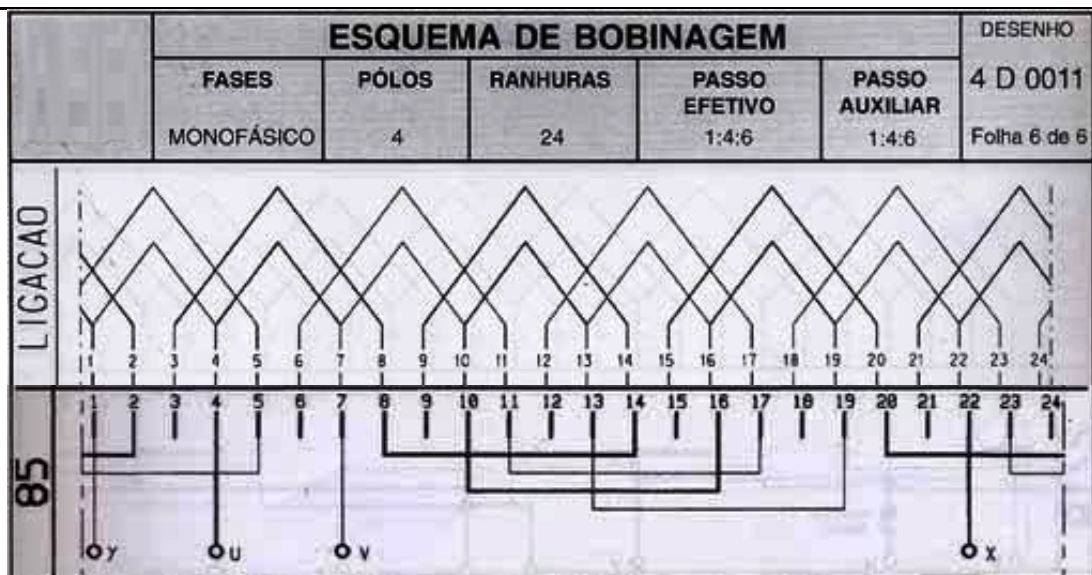 ESQUEMA DE BOBINAGEM
DESENHO
FASES PÓLOS RANHURAS PASSO EFETIVO PASSO AUXILIAR 4 D 0011
MONOFÁSICO 4 24 1:4:6 1:4:6 Folha 6 de 6
LIGACAO
1 2 3 4 5 6 7 8 9 10 11 12 13 14 15 16 17 18 19 20 21 22 23 24
1 2 3 4 5 6 7 8 9 10 11 12 13 14 15 16 17 18 19 20 21 22 23 24
85
Y U V X